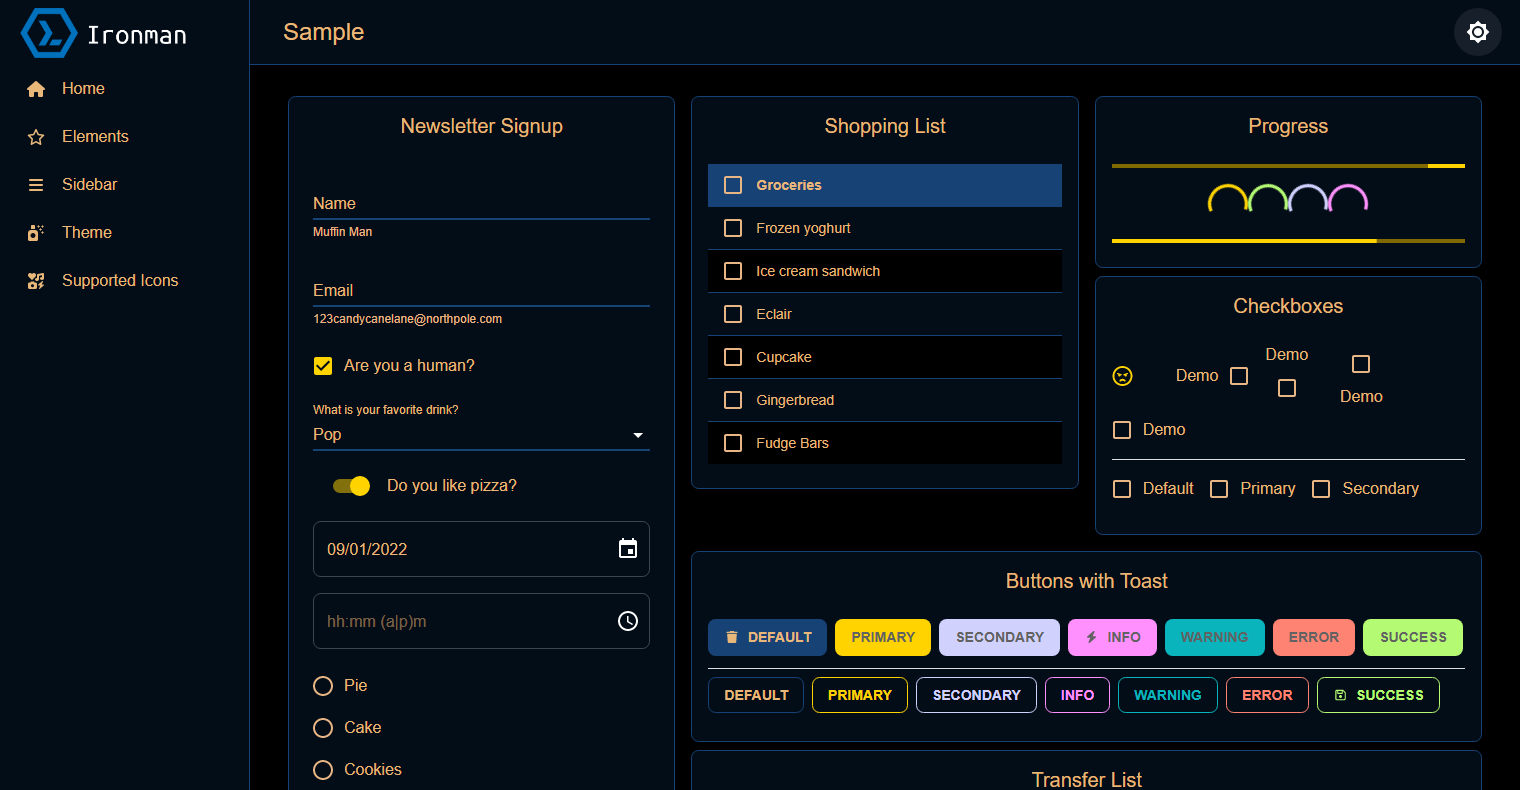 Ironman
Home
Elements
Sidebar
Theme
Supported Icons
Sample
Newsletter Signup
Name
Muffin Man
Email
123candycanelane@northpole.com
Are you a human?
What is your favorite drink?
Pop
Do you like pizza?
09/01/2022
hh:mm (a|p)m
Pie
Cake
Cookies
Shopping List
Groceries
Frozen yoghurt
Ice cream sandwich
Eclair
Cupcake
Gingerbread
Fudge Bars
Progress
Checkboxes
Demo
Demo
Demo
Demo
Default Primary Secondary
Buttons with Toast
DEFAULT PRIMARY SECONDARY INFO WARNING ERROR SUCCESS
DEFAULT PRIMARY SECONDARY INFO WARNING ERROR SUCCESS
Transfer List